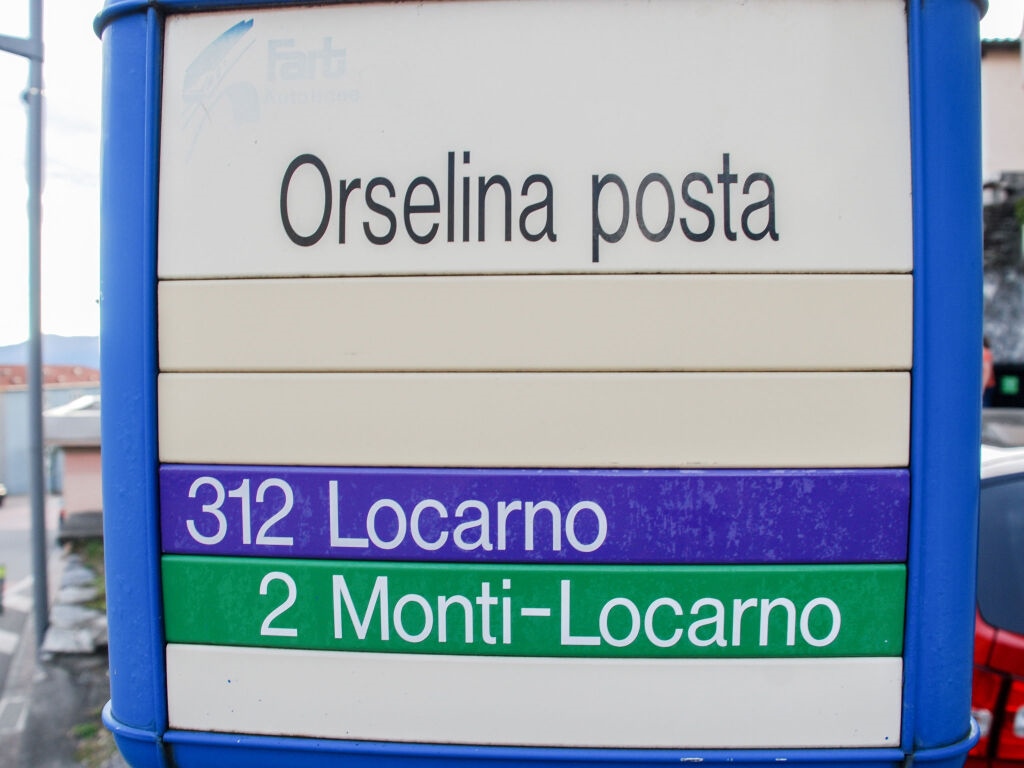 Fart
Autolinee
Orselina posta
312 Locarno
2 Monti-Locarno